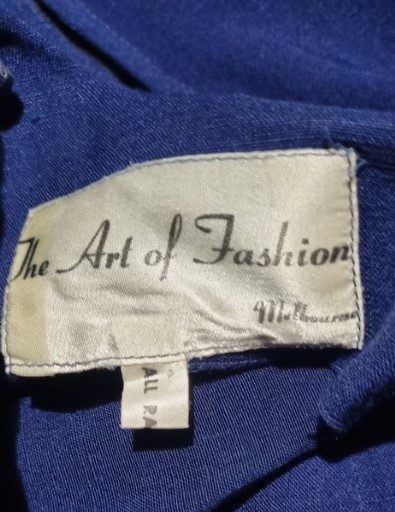 The Art of Fashion
Melbourne
ALL RA